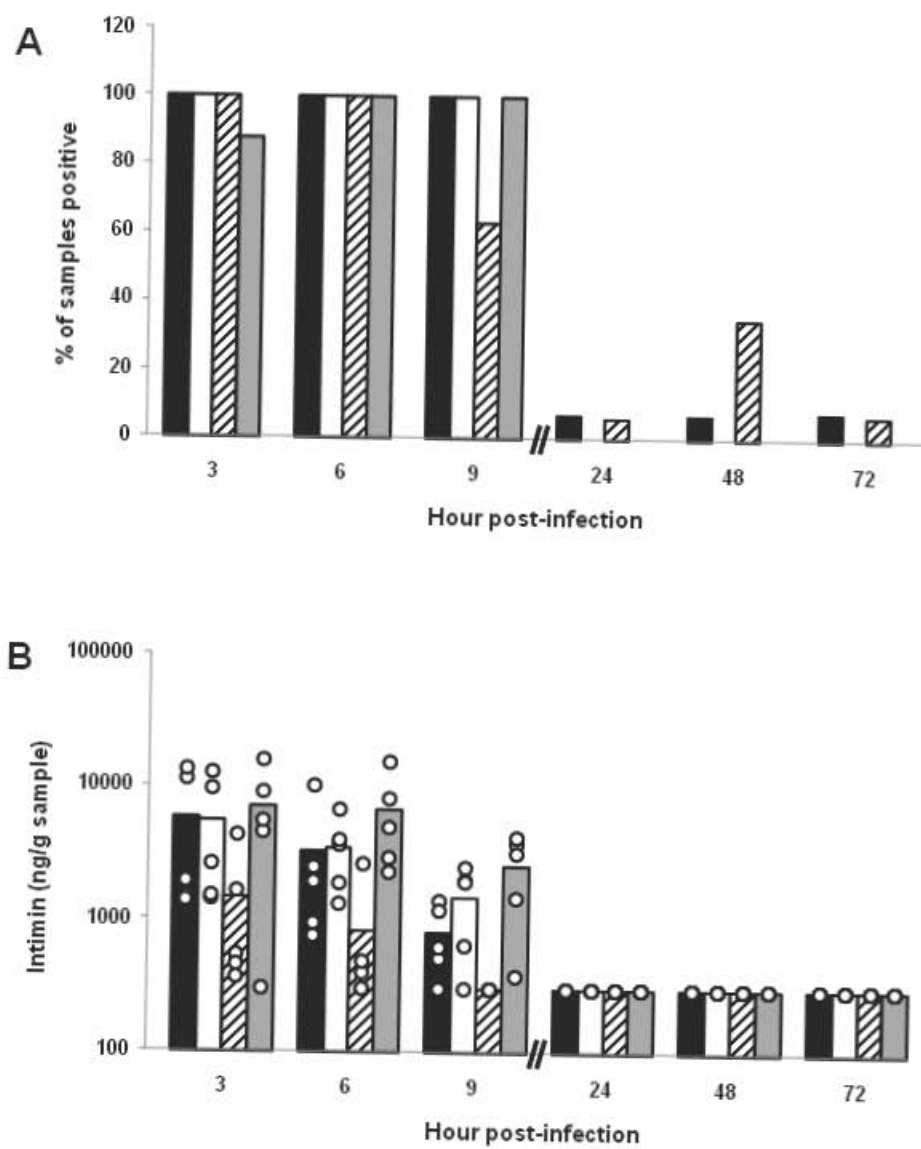 A
120
100
80
60
40
20
0
% of samples positive
3 6 9 24 48 72
Hour post-infection
B
100000
10000
1000
100
Intimin (ng/g sample)
3 6 9 24 48 72
Hour post-infection